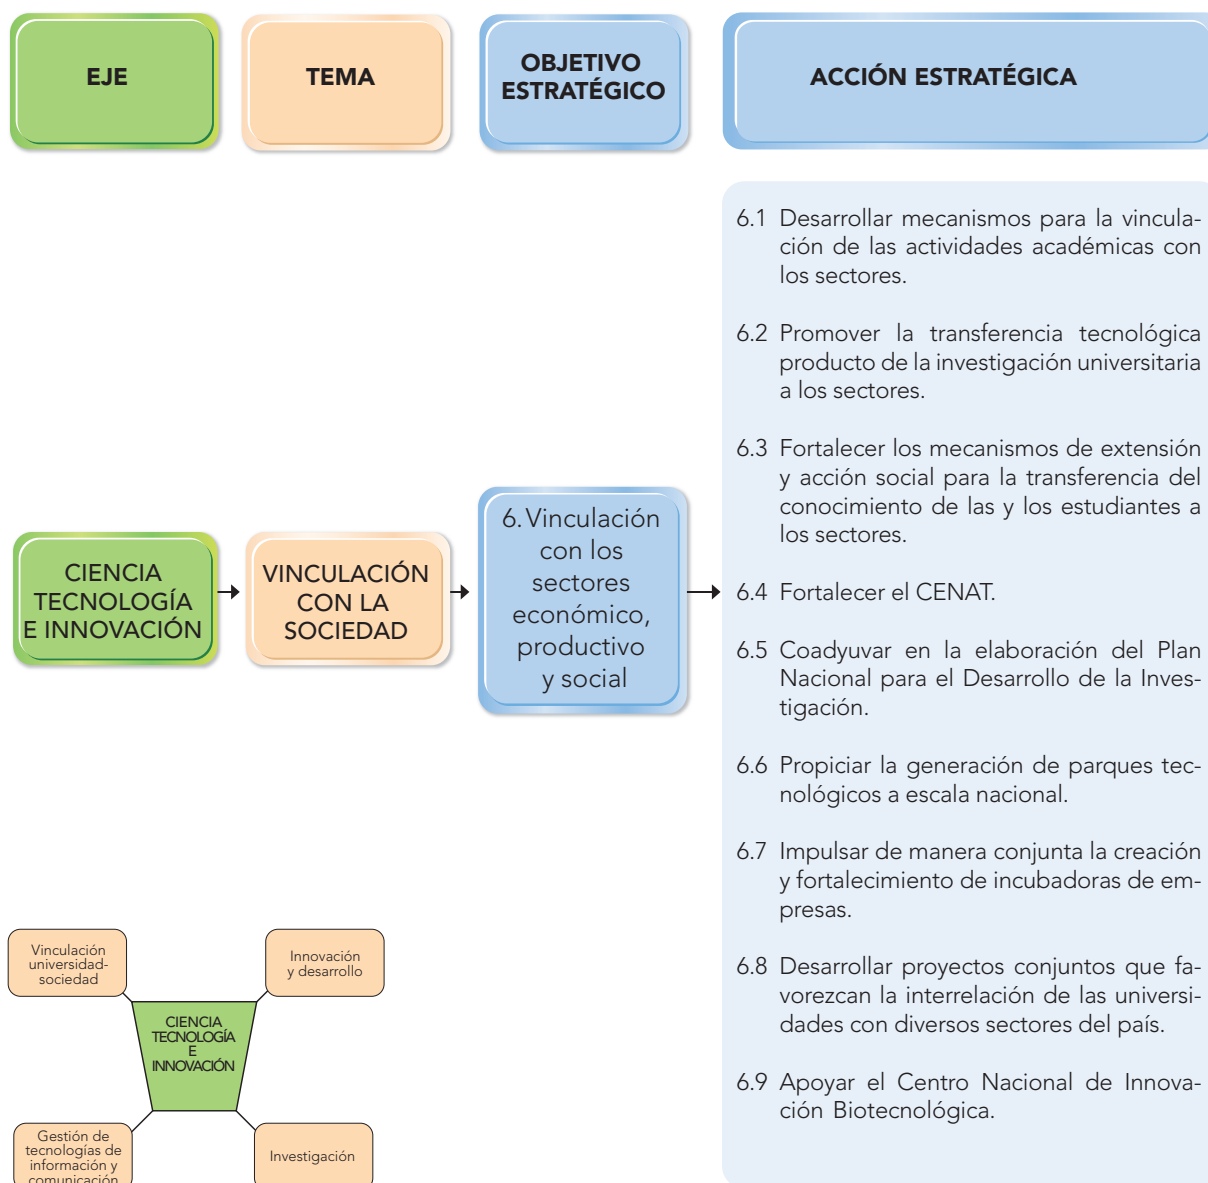 EJE
TEMA
OBJETIVO
ESTRATÉGICO
ACCIÓN ESTRATÉGICA
CIENCIA
TECNOLOGÍA
E INNOVACIÓN
VINCULACIÓN
CON LA
SOCIEDAD
6. Vinculación
con los
sectores
económico,
productivo
y social
6.1 Desarrollar mecanismos para la vincula-
ción de las actividades académicas con
los sectores.
6.2 Promover la transferencia tecnológica
producto de la investigación universitaria
a los sectores.
6.3 Fortalecer los mecanismos de extensión
y acción social para la transferencia del
conocimiento de las y los estudiantes a
los sectores.
6.4 Fortalecer el CENAT.
6.5 Coadyuvar en la elaboración del Plan
Nacional para el Desarrollo de la Inves-
tigación.
6.6 Propiciar la generación de parques tec-
nológicos a escala nacional.
6.7 Impulsar de manera conjunta la creación
y fortalecimiento de incubadoras de em-
presas.
6.8 Desarrollar proyectos conjuntos que fa-
vorezcan la interrelación de las universi-
dades con diversos sectores del país.
6.9 Apoyar el Centro Nacional de Innova-
ción Biotecnológica.
Vinculación
universidad-
sociedad
Innovación
y desarrollo
CIENCIA
TECNOLOGÍA
E
INNOVACIÓN
Gestión de
tecnologías de
información y
comunicación
Investigación